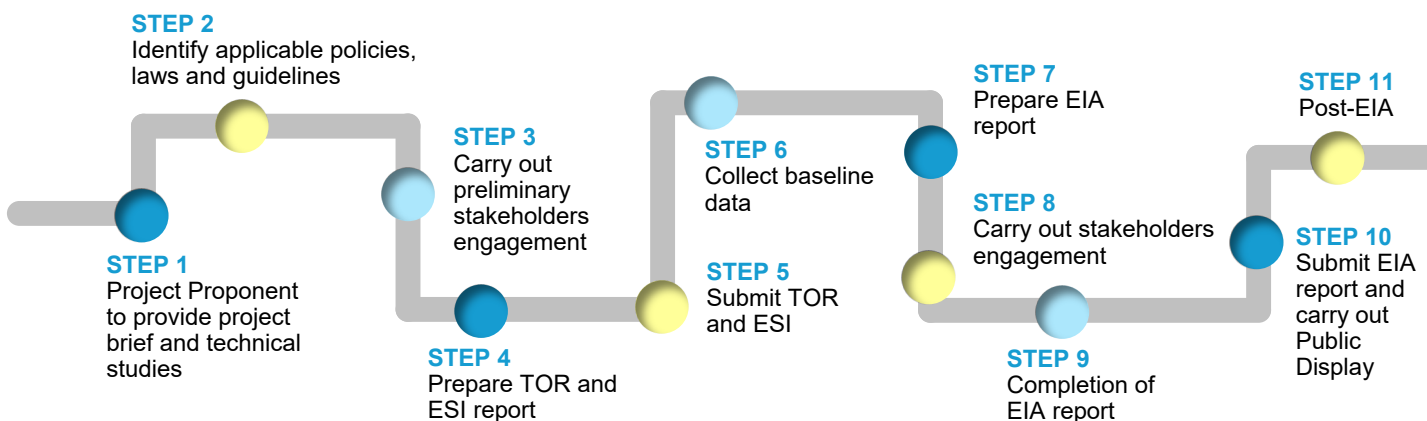 STEP 1
Project Proponent
to provide project
brief and technical
studies
STEP 2
Identify applicable policies,
laws and guidelines
STEP 3
Carry out
preliminary
stakeholders
engagement
STEP 4
Prepare TOR and
ESI report
STEP 5
Submit TOR
and ESI
STEP 6
Collect baseline
data
STEP 7
Prepare EIA
report
STEP 8
Carry out stakeholders
engagement
STEP 9
Completion of
EIA report
STEP 10
Submit EIA
report and
carry out
Public
Display
STEP 11
Post-EIA